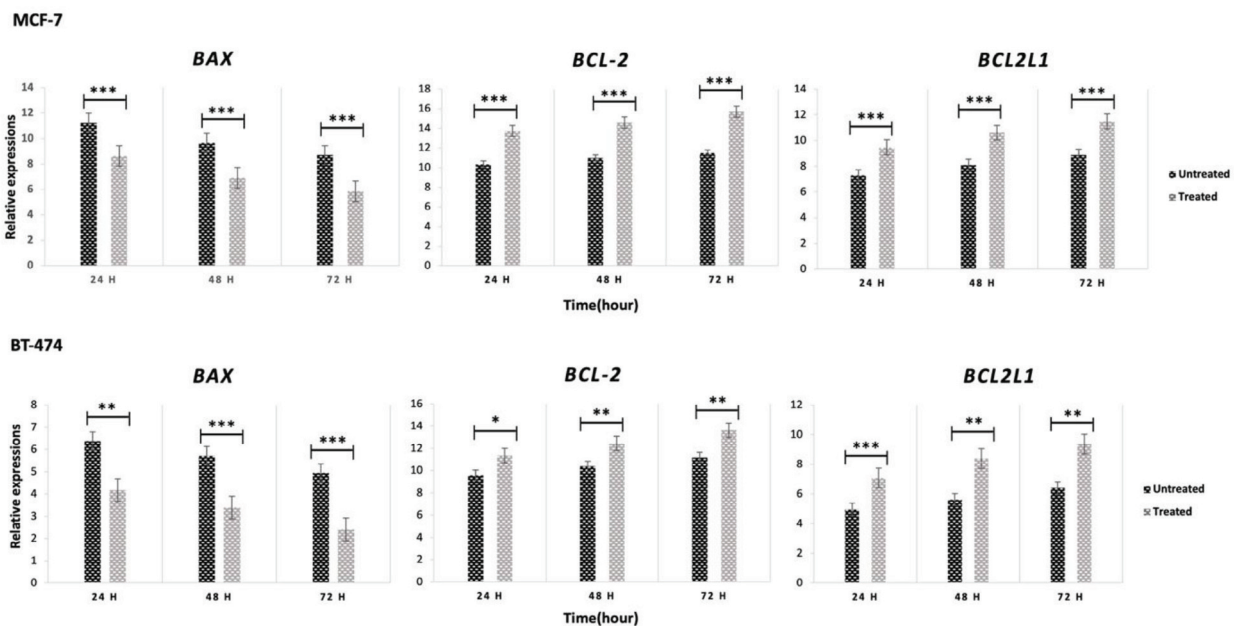 MCF-7
BAX
BCL-2
BCL2L1
Relative expressions
14
12
10
8
6
4
2
0
***
***
***
24 H
48 H
72 H
18
16
14
12
10
8
6
4
2
0
***
***
***
24 H
48 H
72 H
14
12
10
8
6
4
2
0
***
***
***
24 H
48 H
72 H
Untreated
Treated
Time(hour)
BT-474
BAX
BCL-2
BCL2L1
Relative expressions
8
7
6
5
4
3
2
1
0
**
***
***
24 H
48 H
72 H
16
14
12
10
8
6
4
2
0
*
**
**
24 H
48 H
72 H
12
10
8
6
4
2
0
***
**
**
24 H
48 H
72 H
Untreated
Treated
Time(hour)